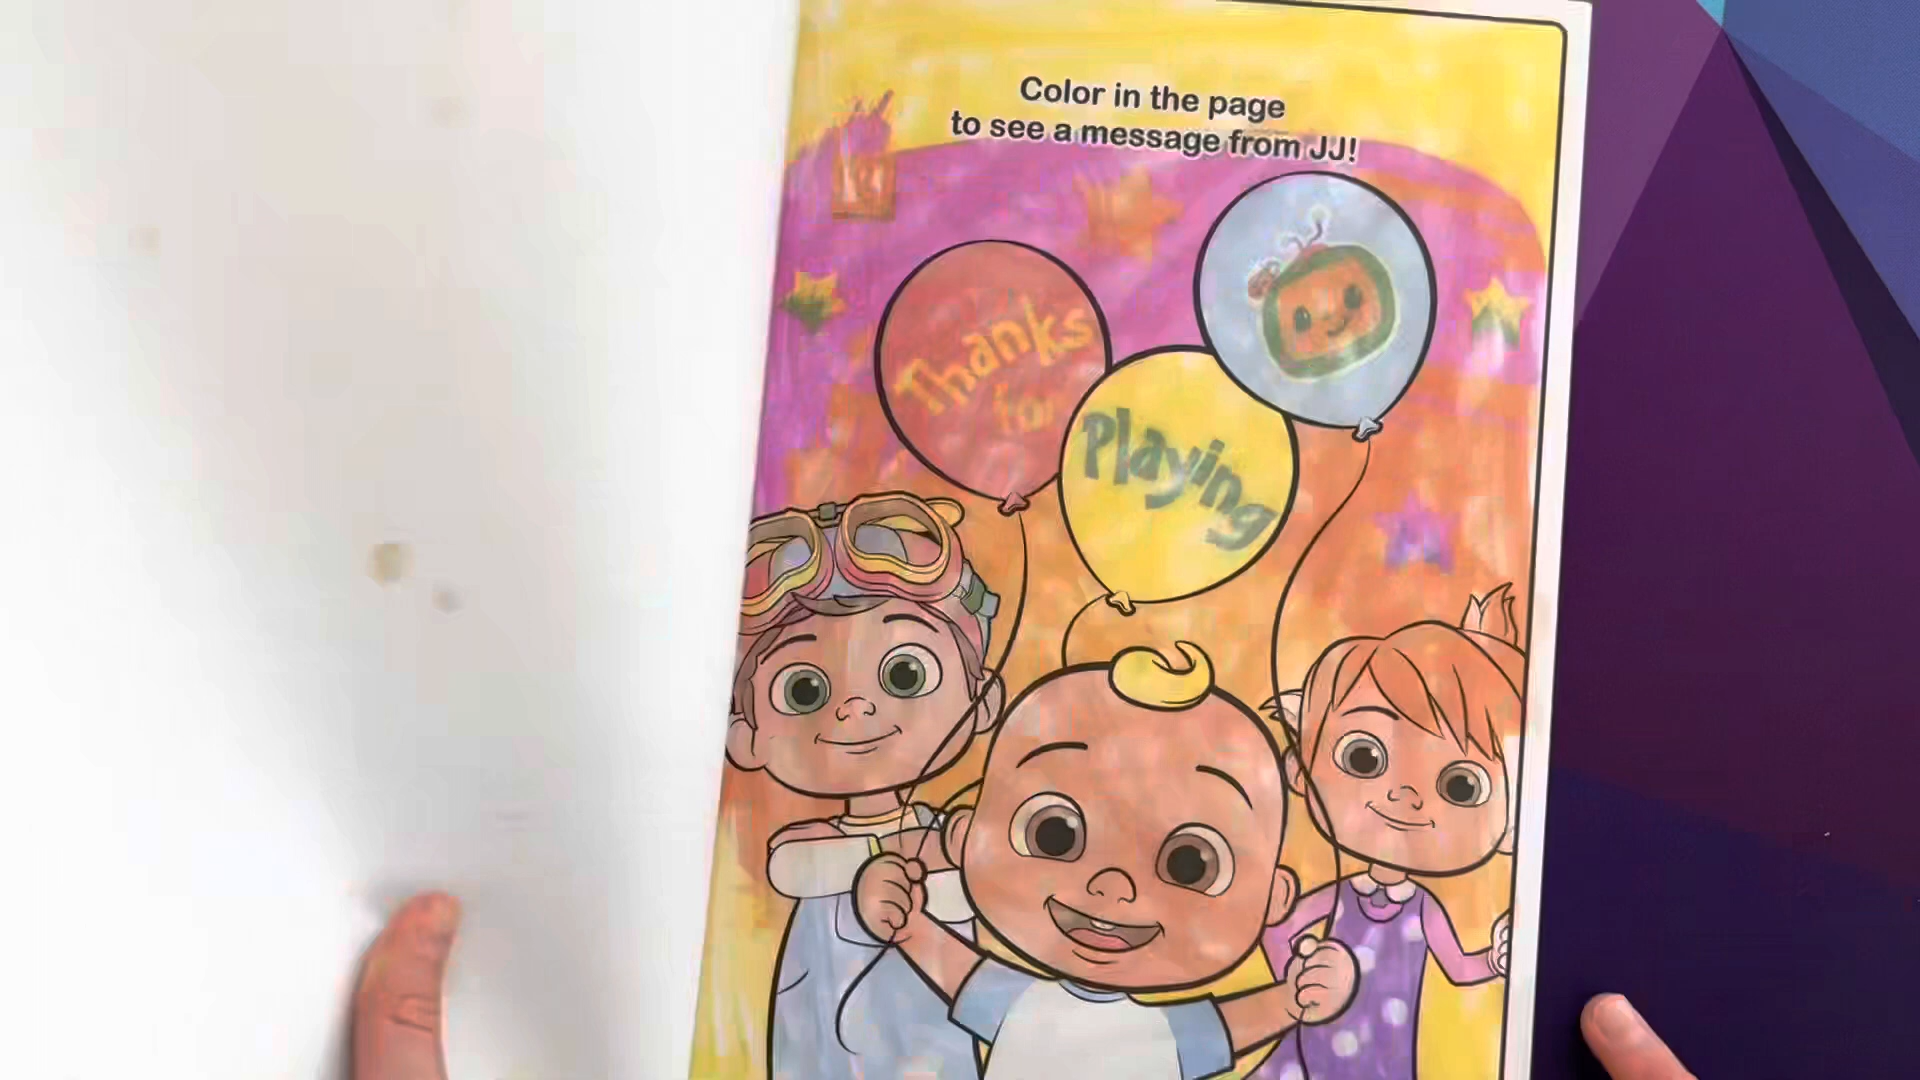 Color in the page
to see a message from JJ!
Thanks
for
Playing